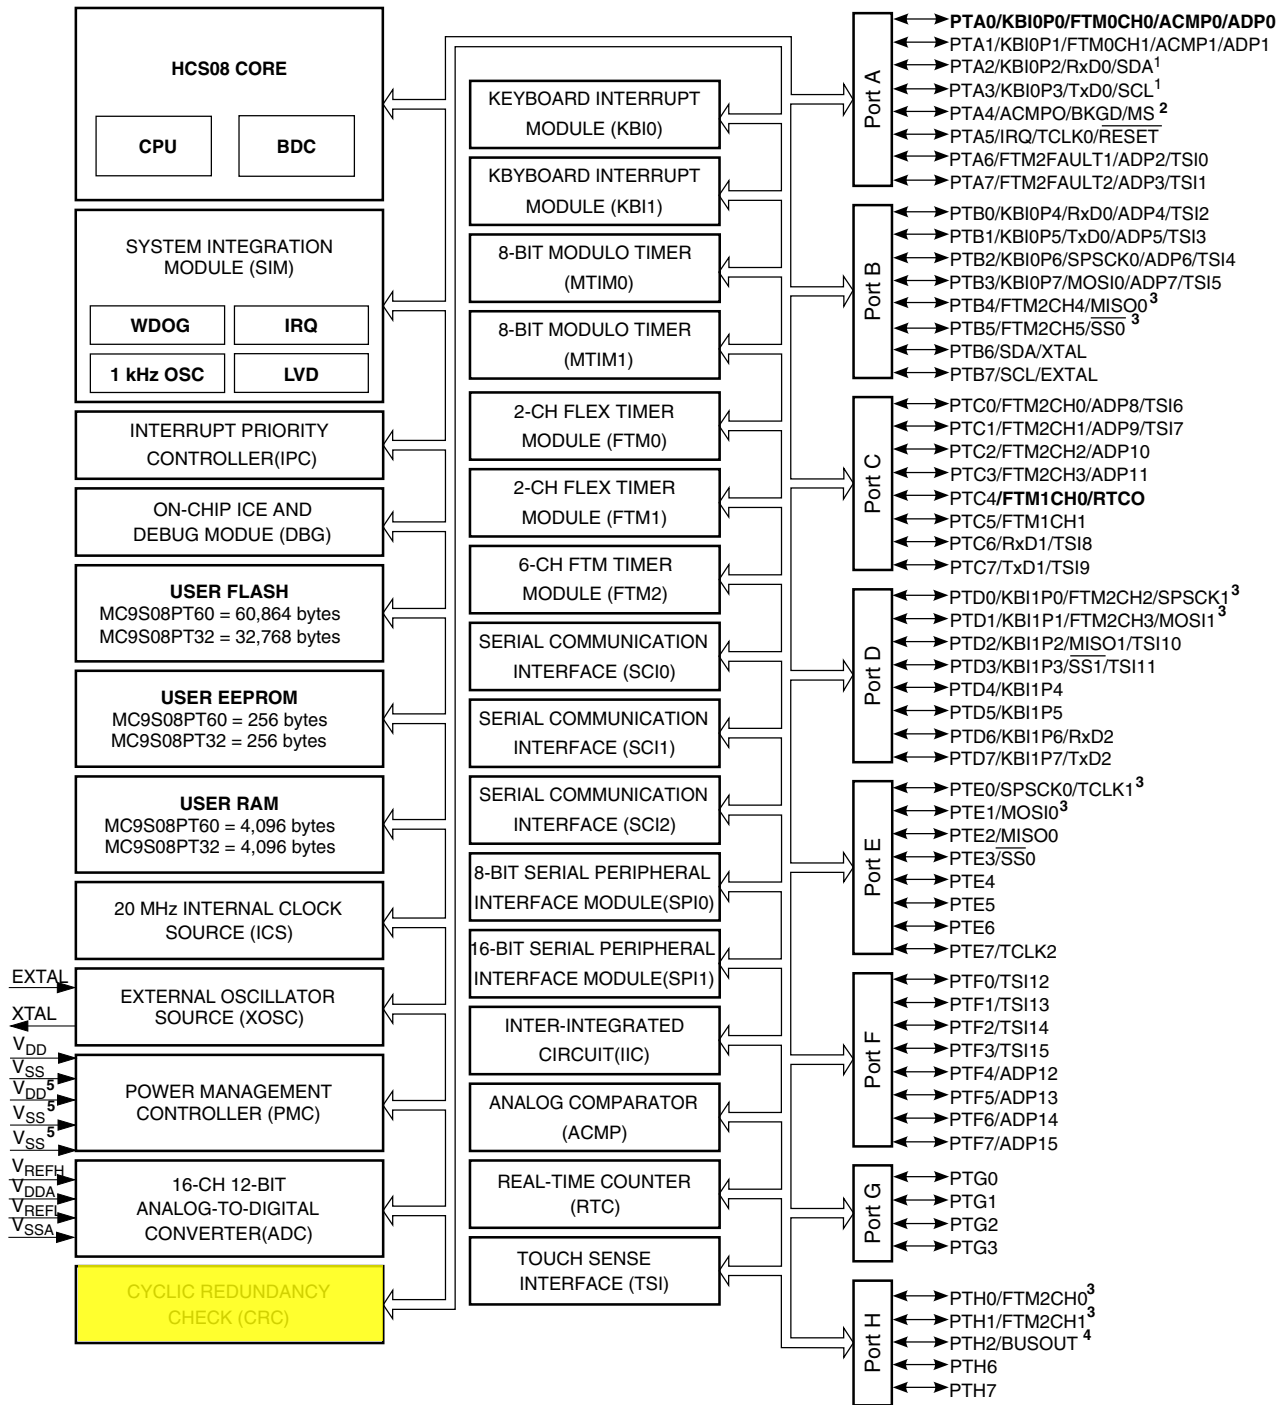 HCS08 CORE
CPU
BDC
SYSTEM INTEGRATION
MODULE (SIM)
WDOG
IRQ
1 kHz OSC
LVD
INTERRUPT PRIORITY
CONTROLLER(IPC)
ON-CHIP ICE AND
DEBUG MODUE (DBG)
USER FLASH
MC9S08PT60 = 60,864 bytes
MC9S08PT32 = 32,768 bytes
USER EEPROM
MC9S08PT60 = 256 bytes
MC9S08PT32 = 256 bytes
USER RAM
MC9S08PT60 = 4,096 bytes
MC9S08PT32 = 4,096 bytes
20 MHz INTERNAL CLOCK
SOURCE (ICS)
EXTAL
XTAL
EXTERNAL OSCILLATOR
SOURCE (XOSC)
VDD
VSS
VDD5
VSS5
VSS5
POWER MANAGEMENT
CONTROLLER (PMC)
VREFH
VDDA
VREFL
VSSA
16-CH 12-BIT
ANALOG-TO-DIGITAL
CONVERTER(ADC)
CYCLIC REDUNDANCY
CHECK (CRC)
KEYBOARD INTERRUPT
MODULE (KBI0)
KBYBOARD INTERRUPT
MODULE (KBI1)
8-BIT MODULO TIMER
(MTIM0)
8-BIT MODULO TIMER
(MTIM1)
2-CH FLEX TIMER
MODULE (FTM0)
2-CH FLEX TIMER
MODULE (FTM1)
6-CH FTM TIMER
MODULE (FTM2)
SERIAL COMMUNICATION
INTERFACE (SCI0)
SERIAL COMMUNICATION
INTERFACE (SCI1)
SERIAL COMMUNICATION
INTERFACE (SCI2)
8-BIT SERIAL PERIPHERAL
INTERFACE MODULE(SPI0)
16-BIT SERIAL PERIPHERAL
INTERFACE MODULE(SPI1)
INTER-INTEGRATED
CIRCUIT(IIC)
ANALOG COMPARATOR
(ACMP)
REAL-TIME COUNTER
(RTC)
TOUCH SENSE
INTERFACE (TSI)
Port A
PTA0/KBI0P0/FTM0CH0/ACMP0/ADP0
PTA1/KBI0P1/FTM0CH1/ACMP1/ADP1
PTA2/KBI0P2/RxD0/SDA1
PTA3/KBI0P3/TxD0/SCL1
PTA4/ACMPO/BKGD/MS 2
PTA5/IRQ/TCLK0/RESET
PTA6/FTM2FAULT1/ADP2/TSI0
PTA7/FTM2FAULT2/ADP3/TSI1
Port B
PTB0/KBI0P4/RxD0/ADP4/TSI2
PTB1/KBI0P5/TxD0/ADP5/TSI3
PTB2/KBI0P6/SPSCK0/ADP6/TSI4
PTB3/KBI0P7/MOSI0/ADP7/TSI5
PTB4/FTM2CH4/MISO0 3
PTB5/FTM2CH5/SS0 3
PTB6/SDA/XTAL
PTB7/SCL/EXTAL
Port C
PTC0/FTM2CH0/ADP8/TSI6
PTC1/FTM2CH1/ADP9/TSI7
PTC2/FTM2CH2/ADP10
PTC3/FTM2CH3/ADP11
PTC4/FTM1CH0/RTCO
PTC5/FTM1CH1
PTC6/RxD1/TSI8
PTC7/TxD1/TSI9
Port D
PTD0/KBI1P0/FTM2CH2/SPSCK1 3
PTD1/KBI1P1/FTM2CH3/MOSI1 3
PTD2/KBI1P2/MISO1/TSI10
PTD3/KBI1P3/SS1/TSI11
PTD4/KBI1P4
PTD5/KBI1P5
PTD6/KBI1P6/RxD2
PTD7/KBI1P7/TxD2
Port E
PTE0/SPSCK0/TCLK1 3
PTE1/MOSI0 3
PTE2/MISO0
PTE3/SS0
PTE4
PTE5
PTE6
PTE7/TCLK2
Port F
PTF0/TSI12
PTF1/TSI13
PTF2/TSI14
PTF3/TSI15
PTF4/ADP12
PTF5/ADP13
PTF6/ADP14
PTF7/ADP15
Port G
PTG0
PTG1
PTG2
PTG3
Port H
PTH0/FTM2CH0 3
PTH1/FTM2CH1 3
PTH2/BUSOUT 4
PTH6
PTH7